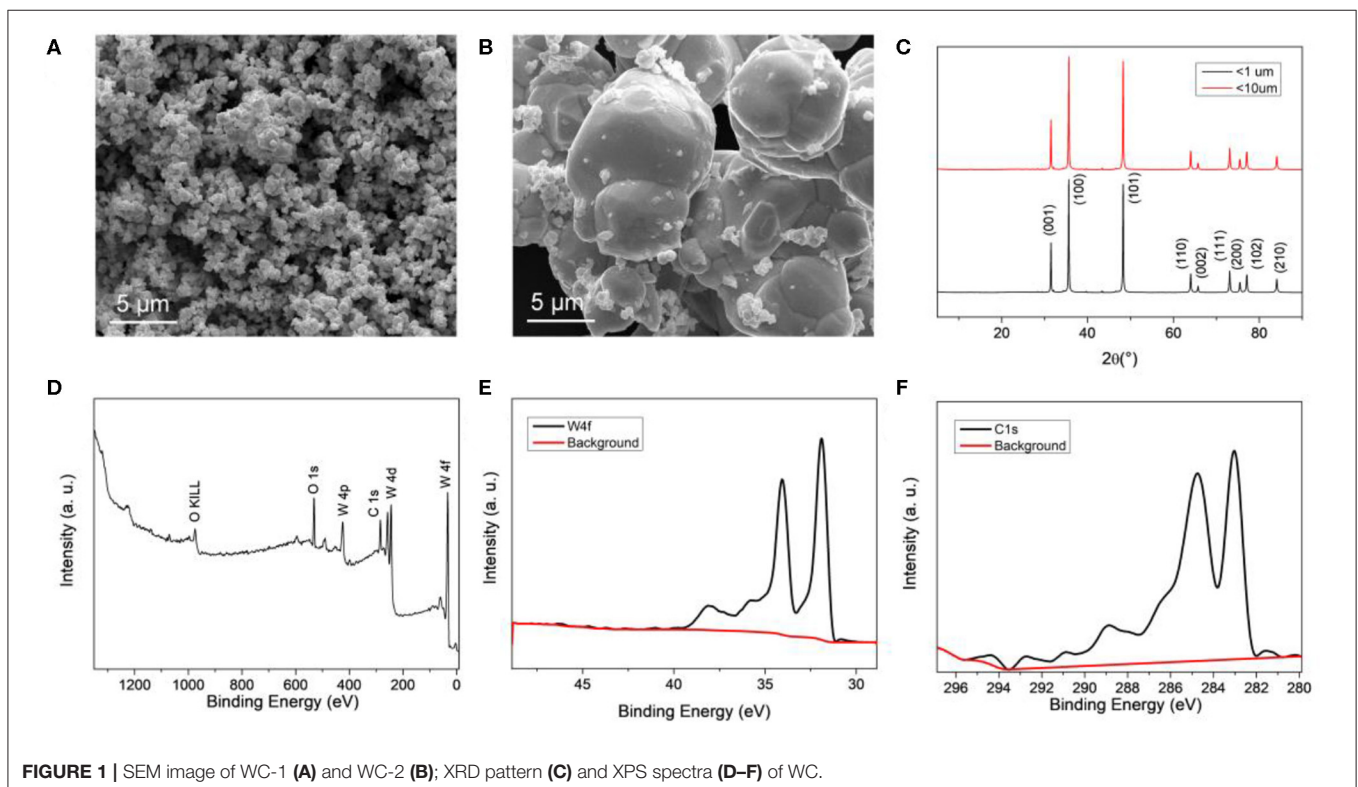 A
5 µm
B
5 µm
C
<1 um
<10um
(001)
(100)
(101)
(110)
(002)
(111)
(200)
(102)
(210)
20 40 60 80
2θ(°)
D
Intensity (a. u.)
O KILL
O 1s
W 4p
C 1s
W 4d
W 4f
1200 1000 800 600 400 200 0
Binding Energy (eV)
E
Intensity (a. u.)
W4f
Background
45 40 35 30
Binding Energy (eV)
F
Intensity (a. u.)
C1s
Background
296 294 292 290 288 286 284 282 280
Binding Energy (eV)
FIGURE 1 | SEM image of WC-1 (A) and WC-2 (B); XRD pattern (C) and XPS spectra (D–F) of WC.